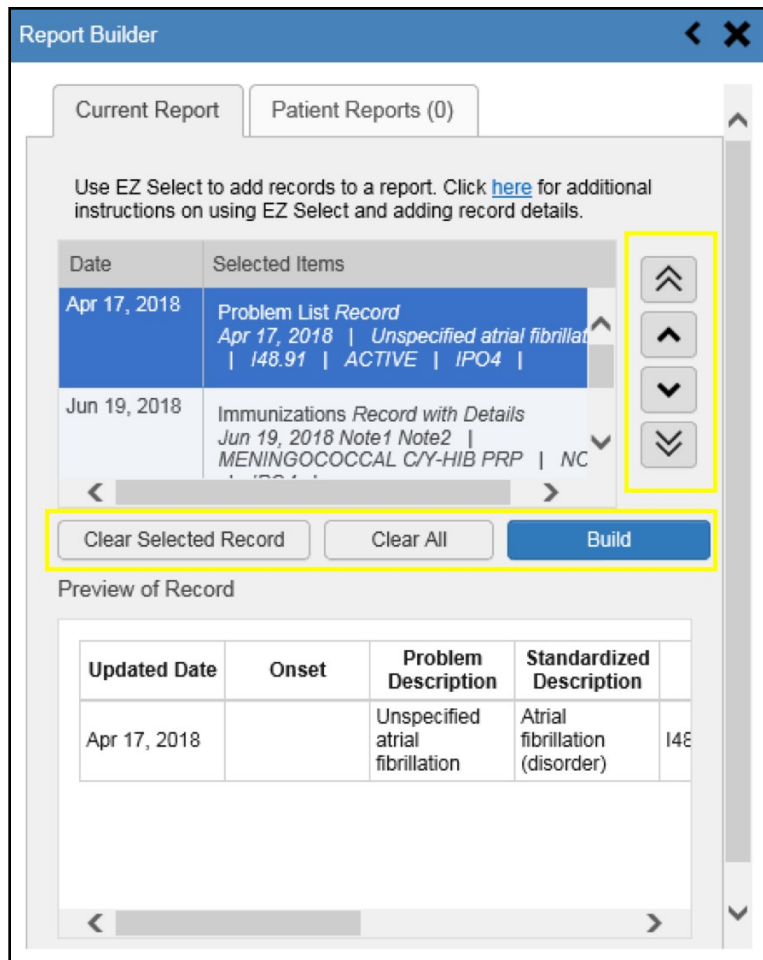 Report Builder
Current Report
Patient Reports (0)
Use EZ Select to add records to a report. Click here for additional
instructions on using EZ Select and adding record details.
Date
Selected Items
Apr 17, 2018
Problem List Record
Apr 17, 2018 | Unspecified atrial fibrillat
| I48.91 | ACTIVE | IPO4 |
Jun 19, 2018
Immunizations Record with Details
Jun 19, 2018 Note1 Note2 |
MENINGOCOCCAL C/Y-HIB PRP | NC
Clear Selected Record
Clear All
Build
Preview of Record
Updated Date
Onset
Problem
Description
Standardized
Description
Apr 17, 2018
Unspecified
atrial
fibrillation
Atrial
fibrillation
(disorder)
I48